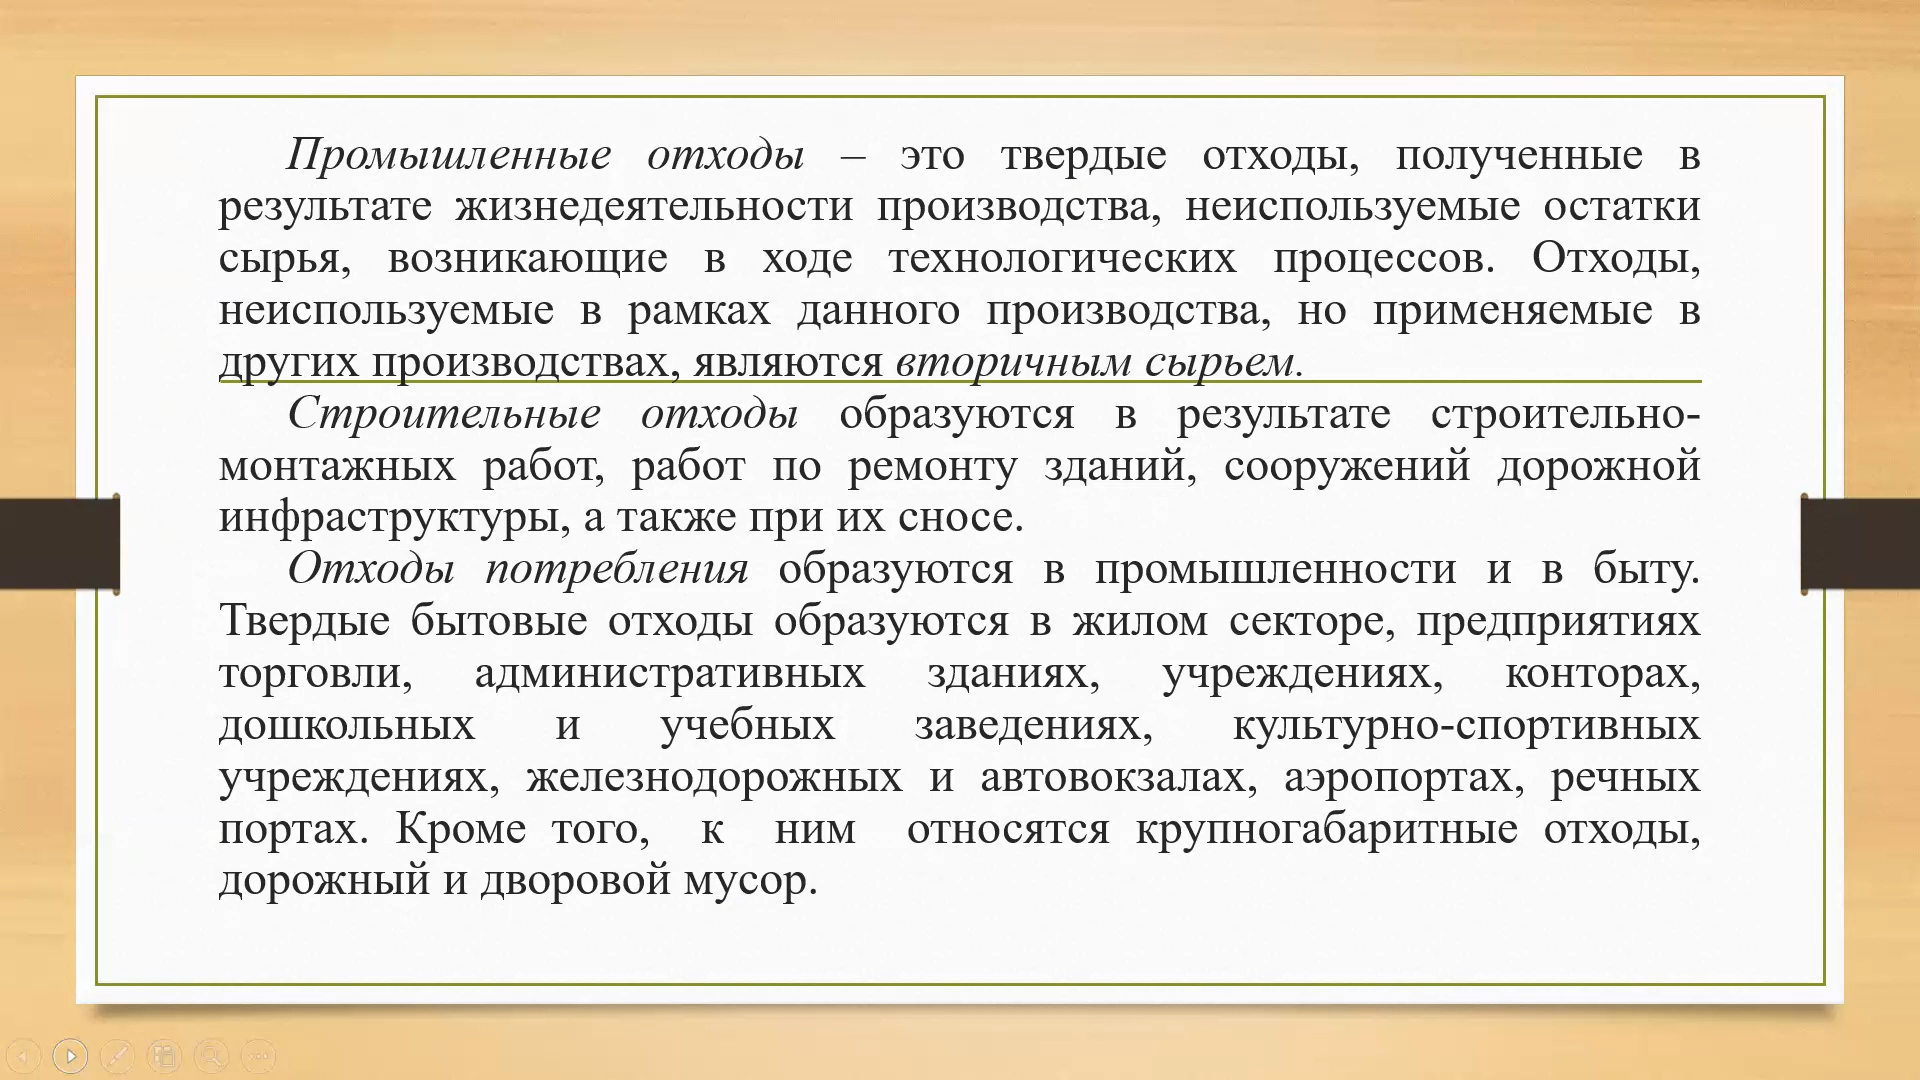 Промышленные отходы – это твердые отходы, полученные в
результате жизнедеятельности производства, неиспользуемые остатки
сырья, возникающие в ходе технологических процессов. Отходы,
неиспользуемые в рамках данного производства, но применяемые в
других производствах, являются вторичным сырьем.
Строительные отходы образуются в результате строительно-
монтажных работ, работ по ремонту зданий, сооружений дорожной
инфраструктуры, а также при их сносе.
Отходы потребления образуются в промышленности и в быту.
Твердые бытовые отходы образуются в жилом секторе, предприятиях
торговли, административных зданиях, учреждениях, конторах,
дошкольных и учебных заведениях, культурно-спортивных
учреждениях, железнодорожных и автовокзалах, аэропортах, речных
портах. Кроме того, к ним относятся крупногабаритные отходы,
дорожный и дворовой мусор.